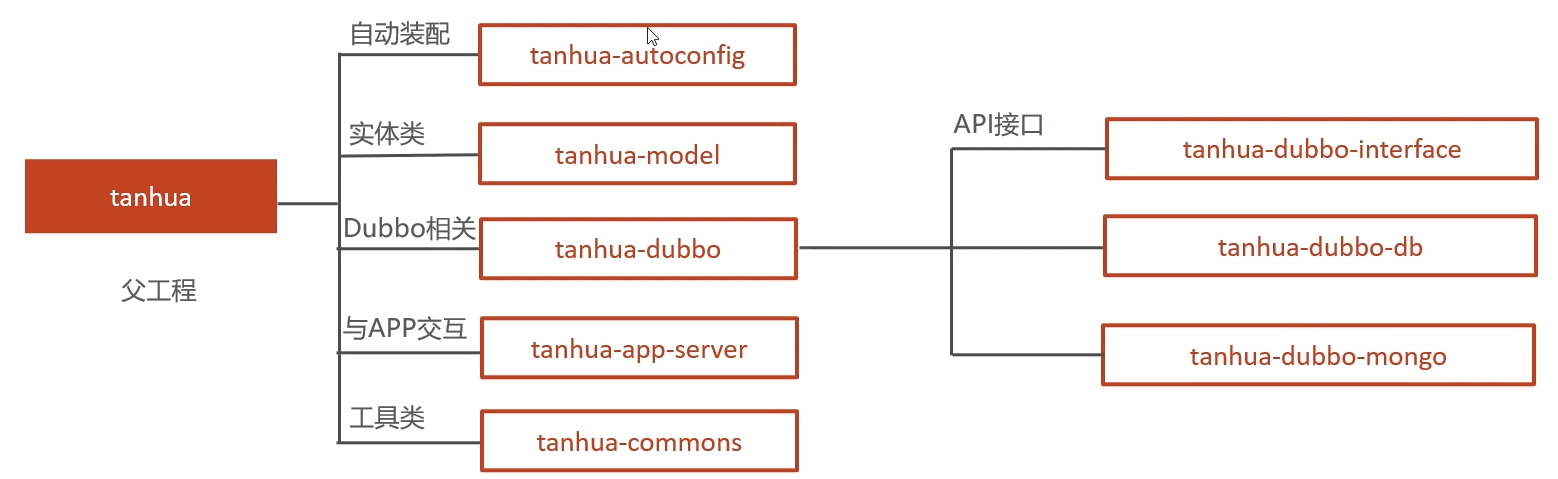 tanhua
父工程
自动装配
tanhua-autoconfig
实体类
tanhua-model
Dubbo相关
tanhua-dubbo
与APP交互
tanhua-app-server
工具类
tanhua-commons
API接口
tanhua-dubbo-interface
tanhua-dubbo-db
tanhua-dubbo-mongo